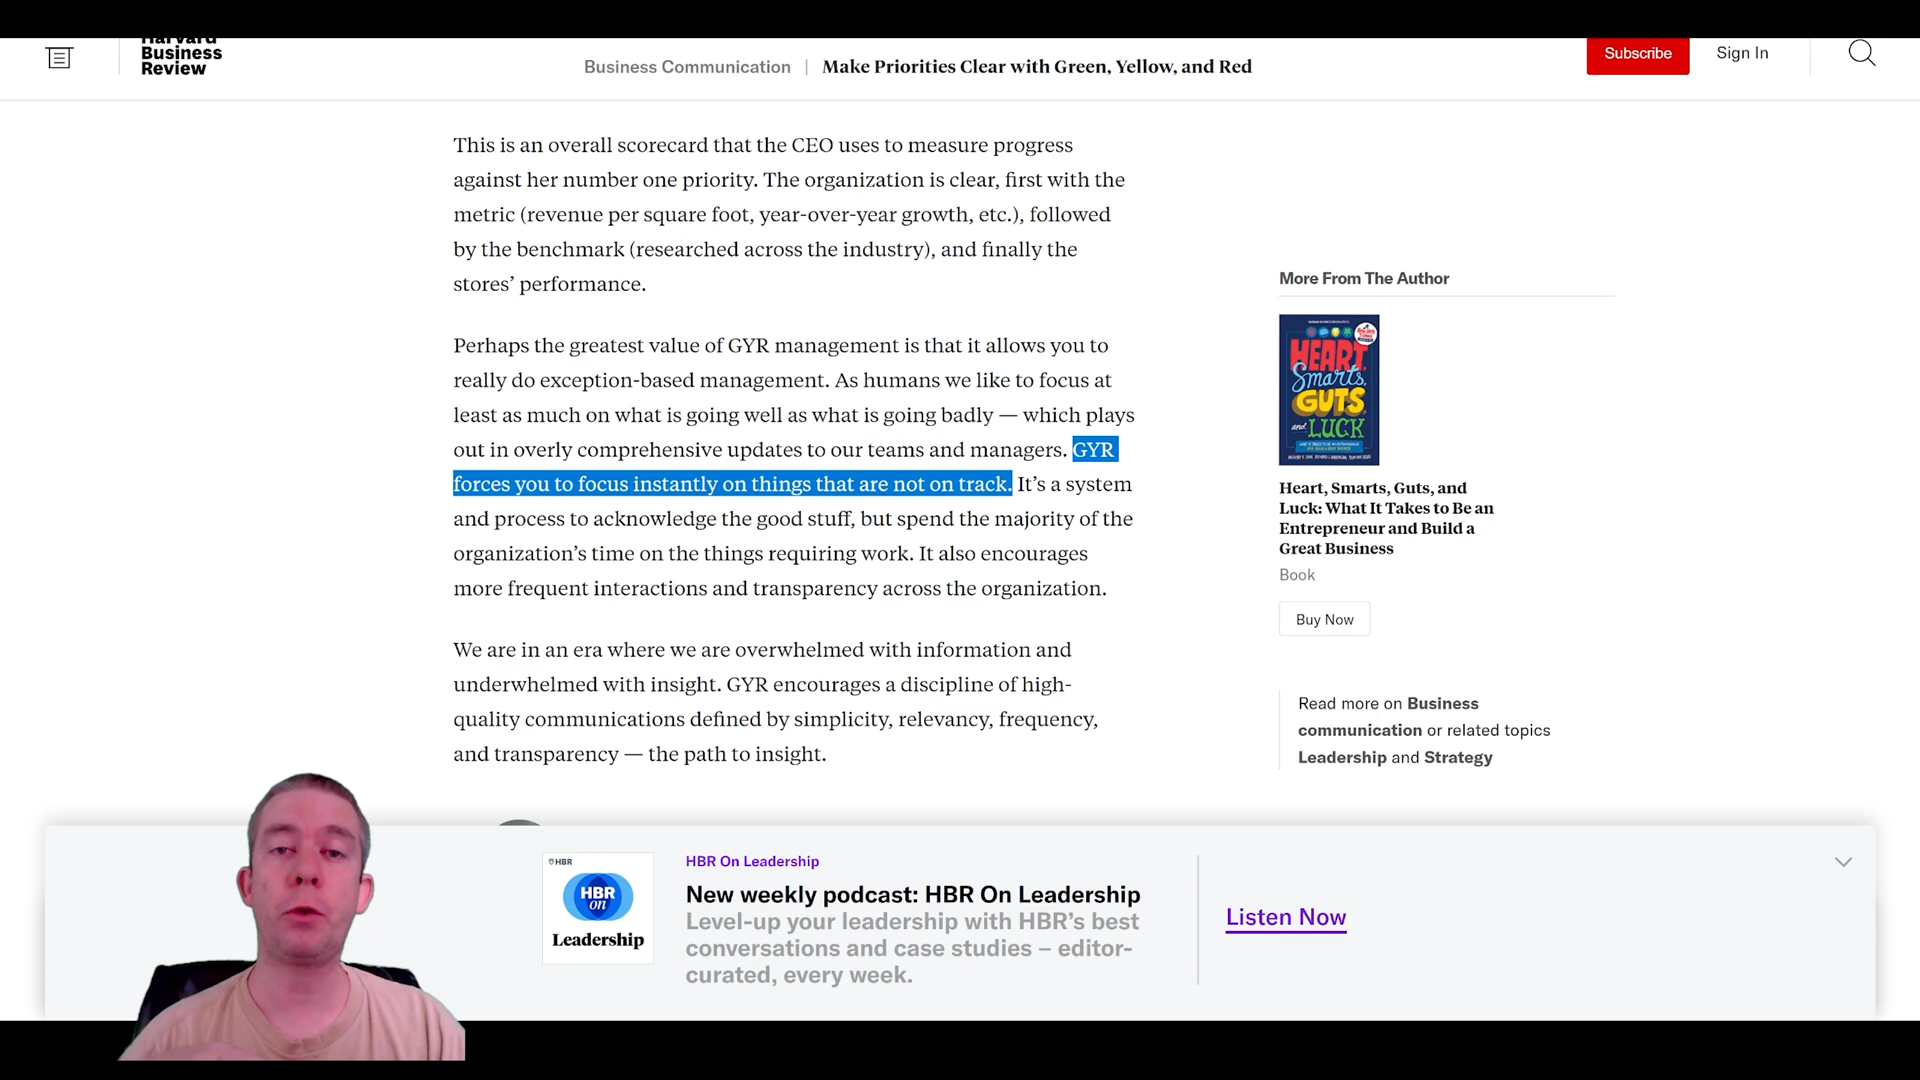 Harvard
Business
Review
Business Communication | Make Priorities Clear with Green, Yellow, and Red
Subscribe
Sign In
This is an overall scorecard that the CEO uses to measure progress
against her number one priority. The organization is clear, first with the
metric (revenue per square foot, year-over-year growth, etc.), followed
by the benchmark (researched across the industry), and finally the
stores’ performance.
Perhaps the greatest value of GYR management is that it allows you to
really do exception-based management. As humans we like to focus at
least as much on what is going well as what is going badly — which plays
out in overly comprehensive updates to our teams and managers. GYR
forces you to focus instantly on things that are not on track. It’s a system
and process to acknowledge the good stuff, but spend the majority of the
organization’s time on the things requiring work. It also encourages
more frequent interactions and transparency across the organization.
We are in an era where we are overwhelmed with information and
underwhelmed with insight. GYR encourages a discipline of high-
quality communications defined by simplicity, relevancy, frequency,
and transparency — the path to insight.
More From The Author
HEART,
Smarts,
GUTS,
and LUCK
Heart, Smarts, Guts, and
Luck: What It Takes to Be an
Entrepreneur and Build a
Great Business
Book
Buy Now
Read more on Business
communication or related topics
Leadership and Strategy
HBR
HBR
on
Leadership
HBR On Leadership
New weekly podcast: HBR On Leadership
Level-up your leadership with HBR’s best
conversations and case studies – editor-
curated, every week.
Listen Now